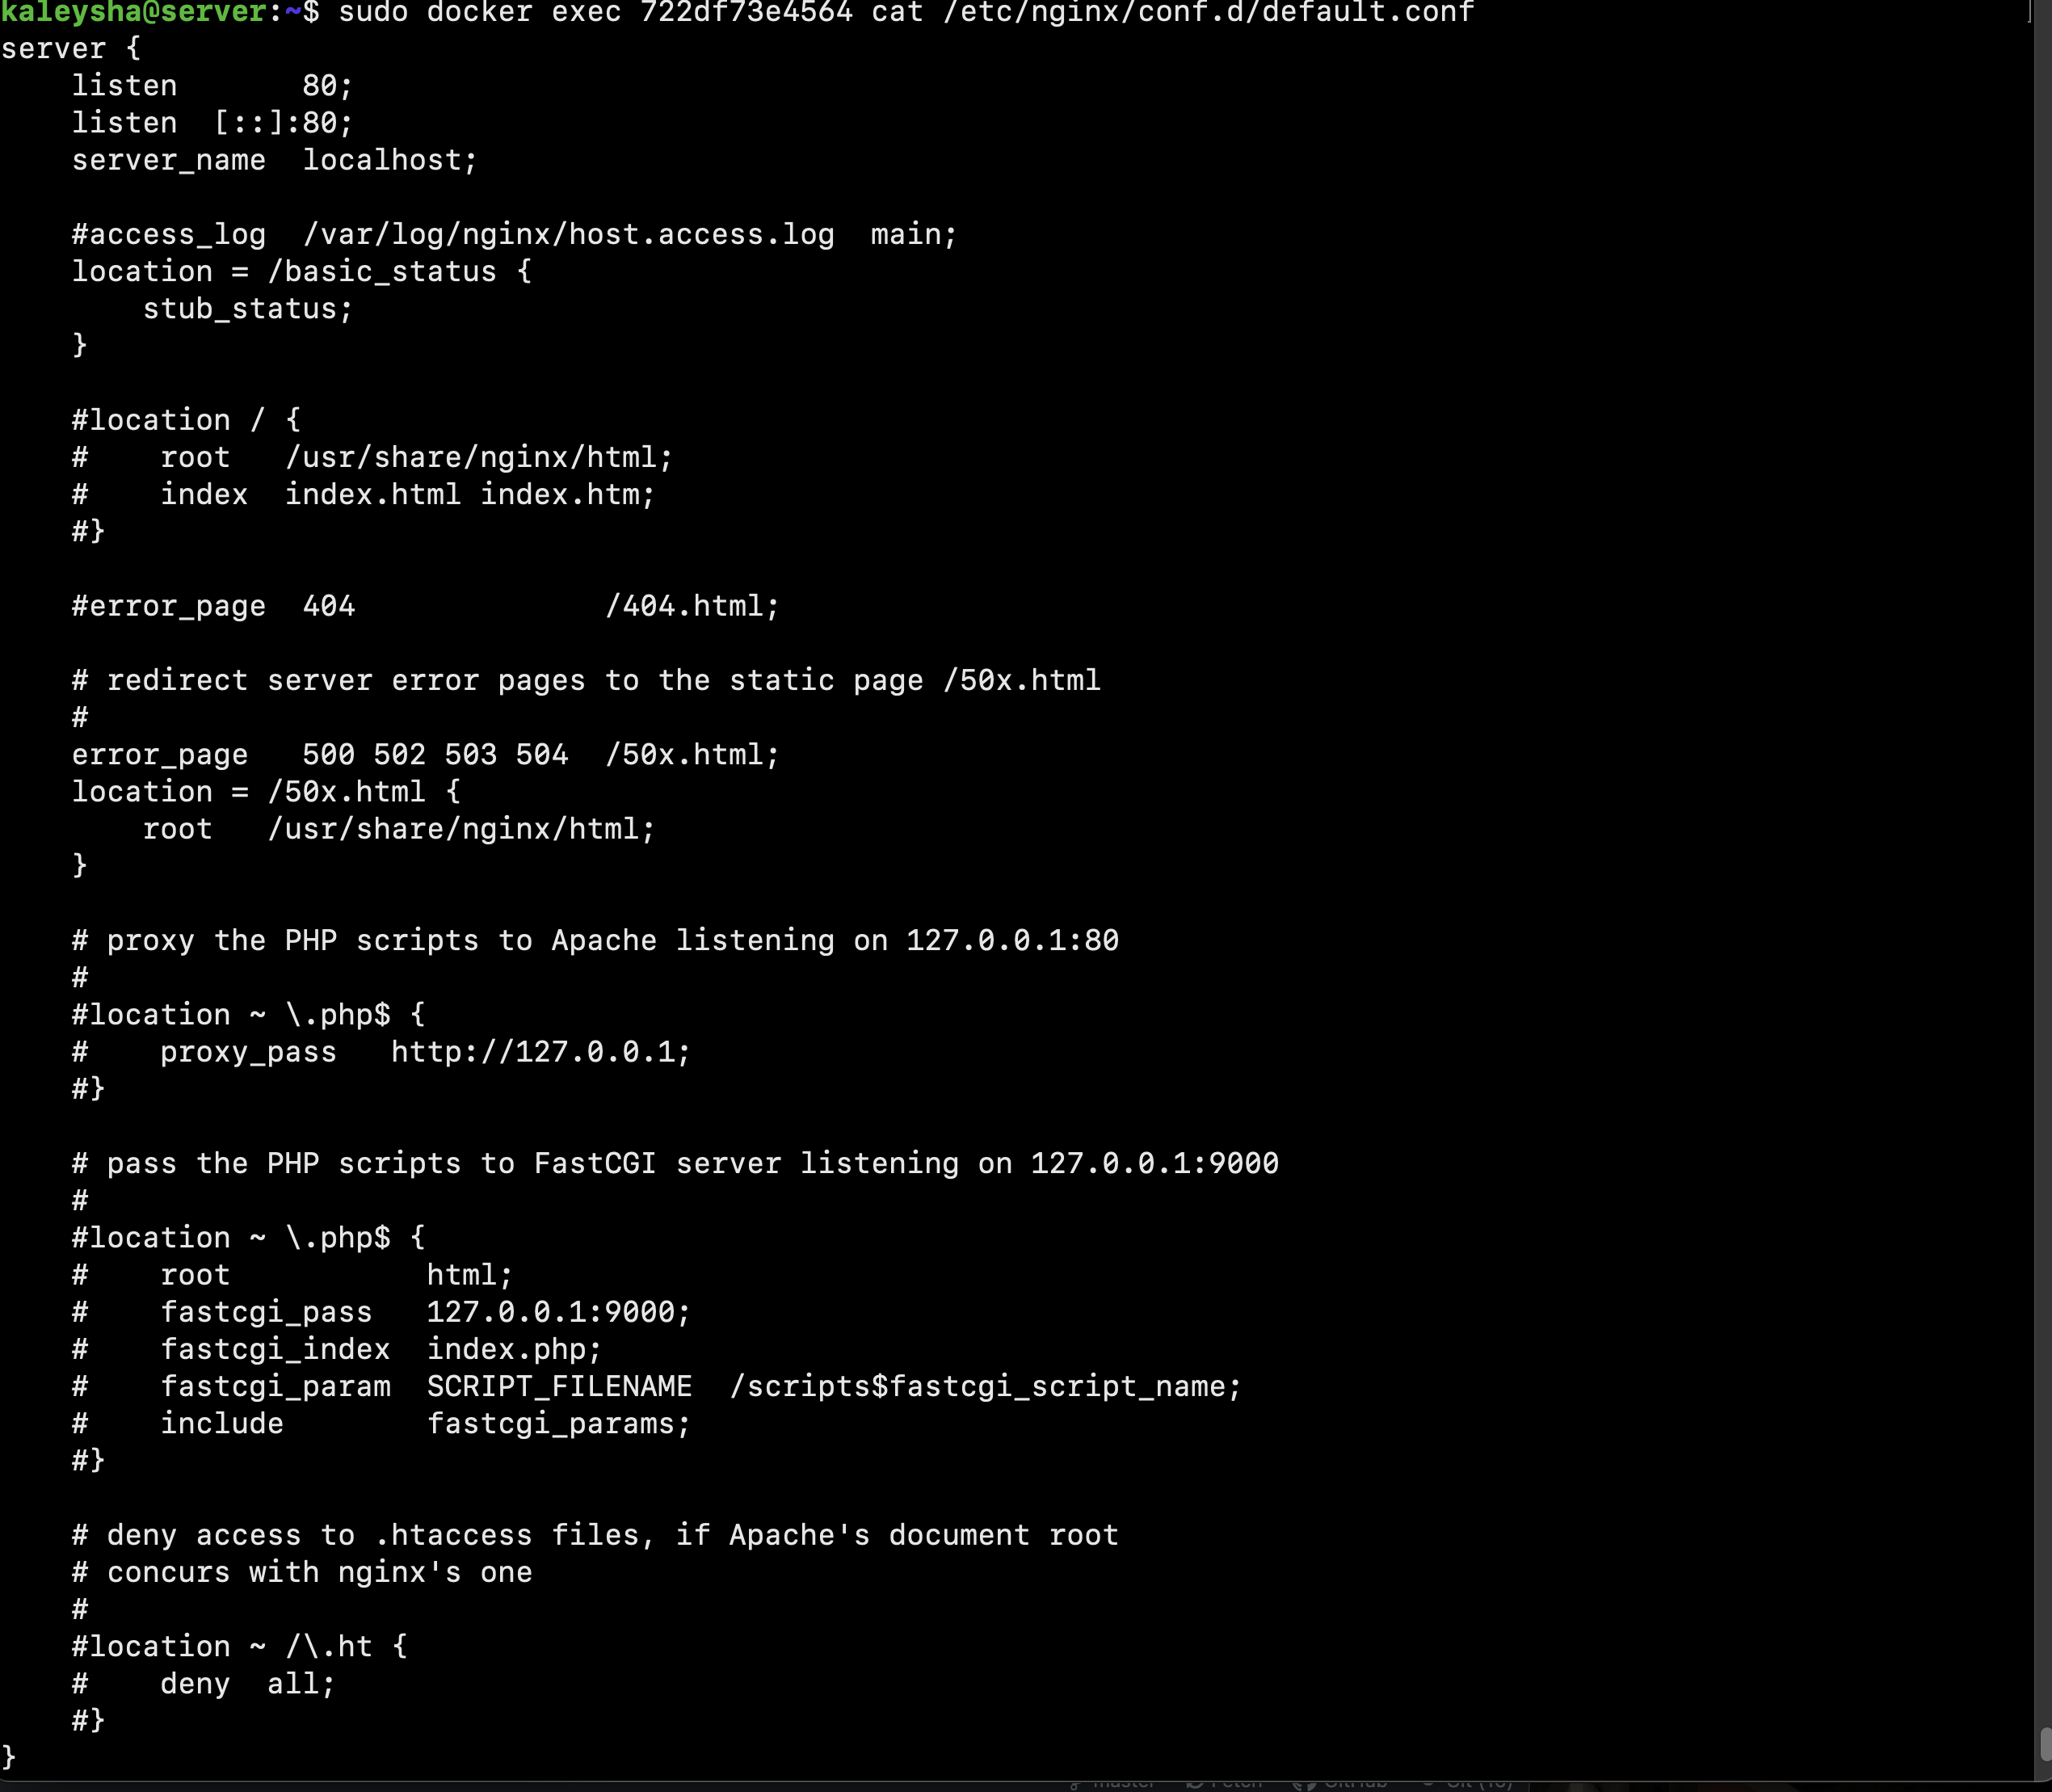 kaleysha@server:~$ sudo docker exec 722df73e4564 cat /etc/nginx/conf.d/default.conf
server {
    listen       80;
    listen  [::]:80;
    server_name  localhost;

    #access_log  /var/log/nginx/host.access.log  main;
    location = /basic_status {
        stub_status;
    }

    #location / {
    #    root   /usr/share/nginx/html;
    #    index  index.html index.htm;
    #}

    #error_page  404              /404.html;

    # redirect server error pages to the static page /50x.html
    #
    error_page   500 502 503 504  /50x.html;
    location = /50x.html {
        root   /usr/share/nginx/html;
    }

    # proxy the PHP scripts to Apache listening on 127.0.0.1:80
    #
    #location ~ \.php$ {
    #    proxy_pass   http://127.0.0.1;
    #}

    # pass the PHP scripts to FastCGI server listening on 127.0.0.1:9000
    #
    #location ~ \.php$ {
    #    root           html;
    #    fastcgi_pass   127.0.0.1:9000;
    #    fastcgi_index  index.php;
    #    fastcgi_param  SCRIPT_FILENAME  /scripts$fastcgi_script_name;
    #    include        fastcgi_params;
    #}

    # deny access to .htaccess files, if Apache's document root
    # concurs with nginx's one
    #
    #location ~ /\.ht {
    #    deny  all;
    #}
}